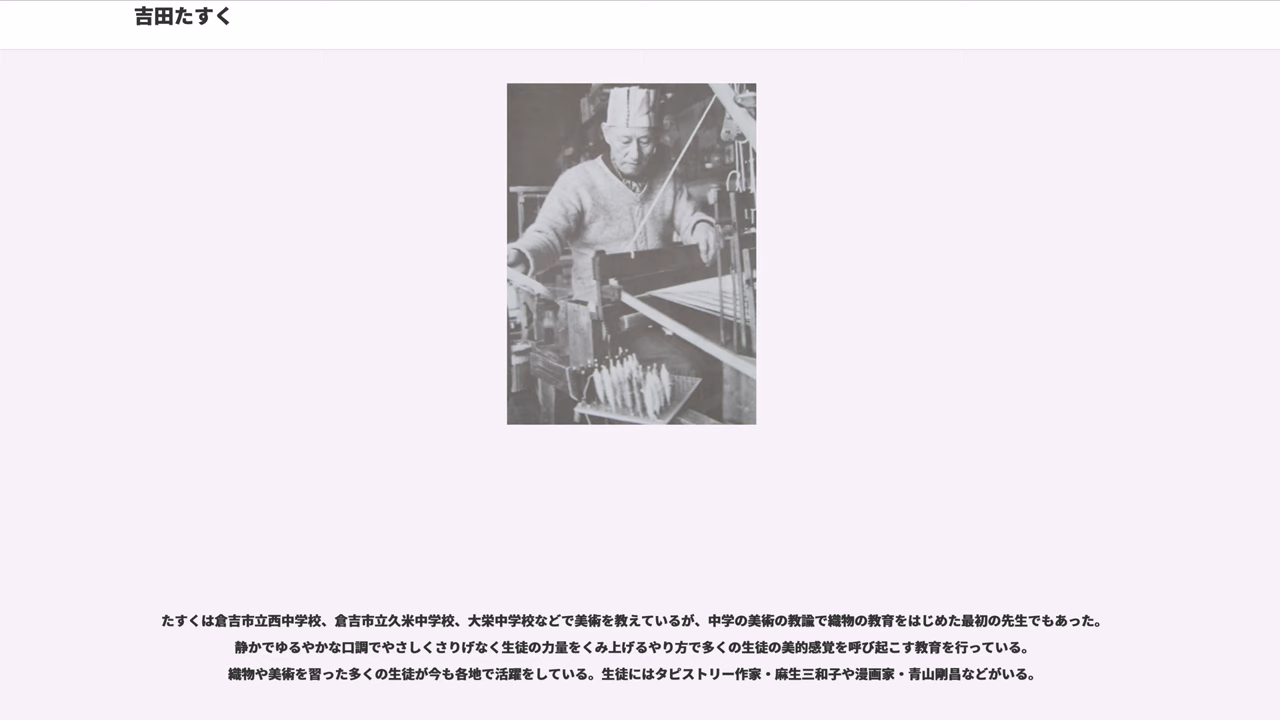 吉田たすく
たすくは倉吉市立西中学校、倉吉市立久米中学校、大栄中学校などで美術を教えているが、中学の美術の教諭で織物の教育をはじめた最初の先生でもあった。
静かでゆるやかな口調でやさしくさりげなく生徒の力量をくみ上げるやり方で多くの生徒の美的感覚を呼び起こす教育を行っている。
織物や美術を習った多くの生徒が今も各地で活躍をしている。生徒にはタピストリー作家・麻生三和子や漫画家・青山剛昌などがいる。